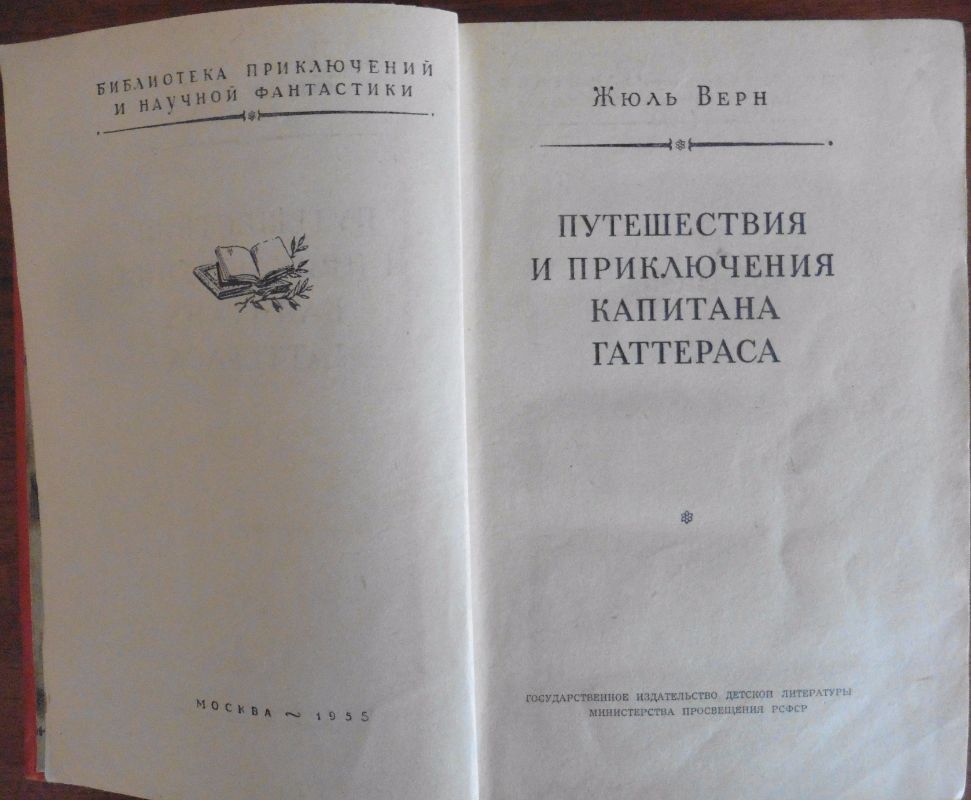 БИБЛИОТЕКА ПРИКЛЮЧЕНИЙ
И НАУЧНОЙ ФАНТАСТИКИ
МОСКВА ~ 1955
Жюль Верн
ПУТЕШЕСТВИЯ
И ПРИКЛЮЧЕНИЯ
КАПИТАНА
ГАТТЕРАСА
ГОСУДАРСТВЕННОЕ ИЗДАТЕЛЬСТВО ДЕТСКОЙ ЛИТЕРАТУРЫ
МИНИСТЕРСТВА ПРОСВЕЩЕНИЯ РСФСР